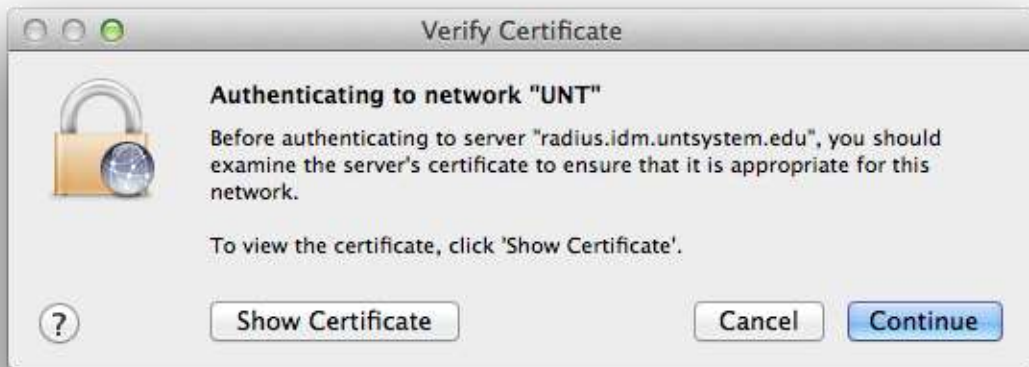 Verify Certificate
Authenticating to network "UNT"
Before authenticating to server "radius.idm.untsystem.edu", you should
examine the server's certificate to ensure that it is appropriate for this
network.
To view the certificate, click 'Show Certificate'.
?
Show Certificate
Cancel
Continue